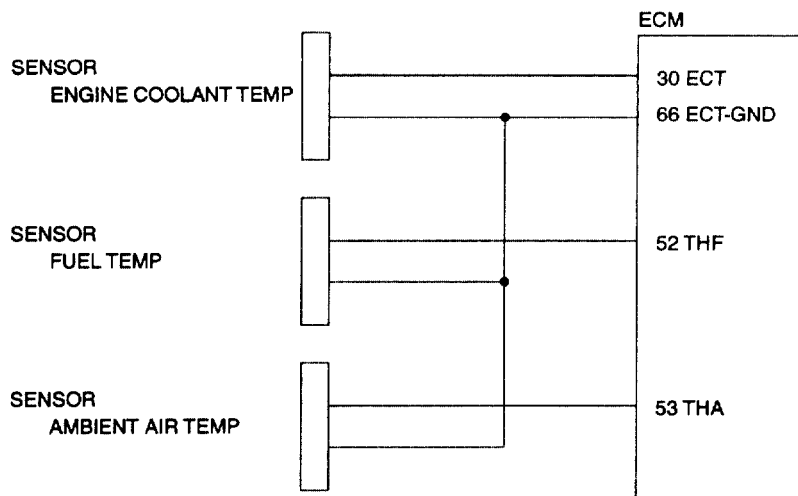 ECM
SENSOR
ENGINE COOLANT TEMP
30 ECT
66 ECT-GND
SENSOR
FUEL TEMP
52 THF
SENSOR
AMBIENT AIR TEMP
53 THA